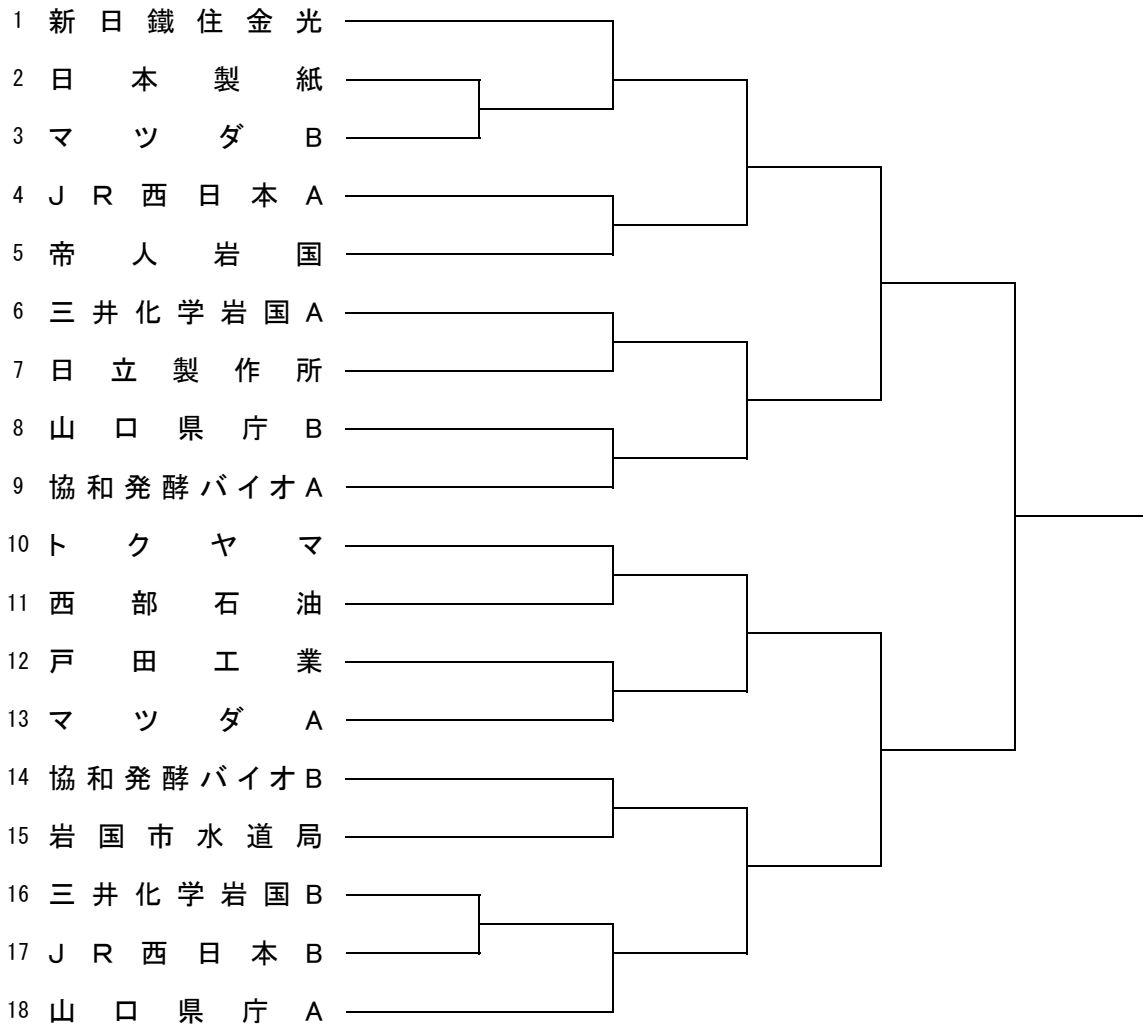 1 新日鐵住金光
2 日本製紙
3 マツダB
4 JR西日本A
5 帝人岩国
6 三井化学岩国A
7 日立製作所
8 山口県庁B
9 協和発酵バイオA
10 トクヤマ
11 西部石油
12 戸田工業
13 マツダA
14 協和発酵バイオB
15 岩国市水道局
16 三井化学岩国B
17 JR西日本B
18 山口県庁A